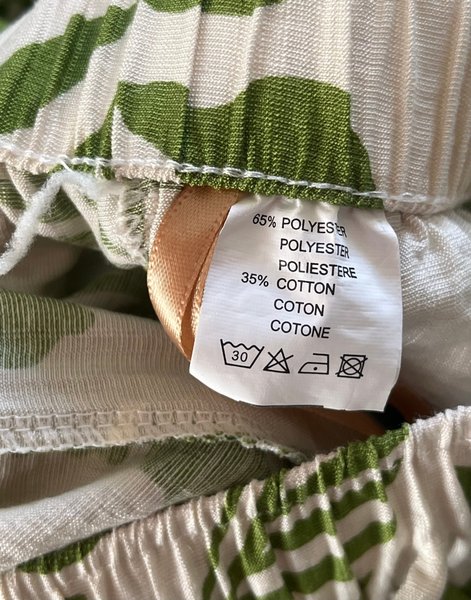 65% POLYESTER
POLYESTER
POLIESTERE
35% COTTON
COTON
COTONE
30